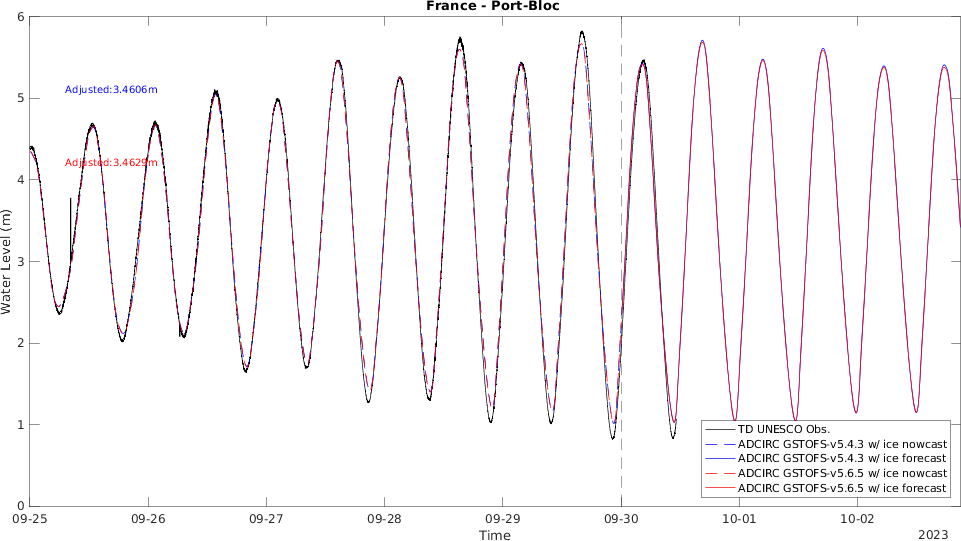 France - Port-Bloc
6
5
4
3
2
1
0
Water Level (m)
Adjusted:3.4606m
Adjusted:3.4629m
TD UNESCO Obs.
ADCIRC GSTOFS-v5.4.3 w/ ice nowcast
ADCIRC GSTOFS-v5.4.3 w/ ice forecast
ADCIRC GSTOFS-v5.6.5 w/ ice nowcast
ADCIRC GSTOFS-v5.6.5 w/ ice forecast
09-25 09-26 09-27 09-28 09-29 09-30 10-01 10-02
Time
2023